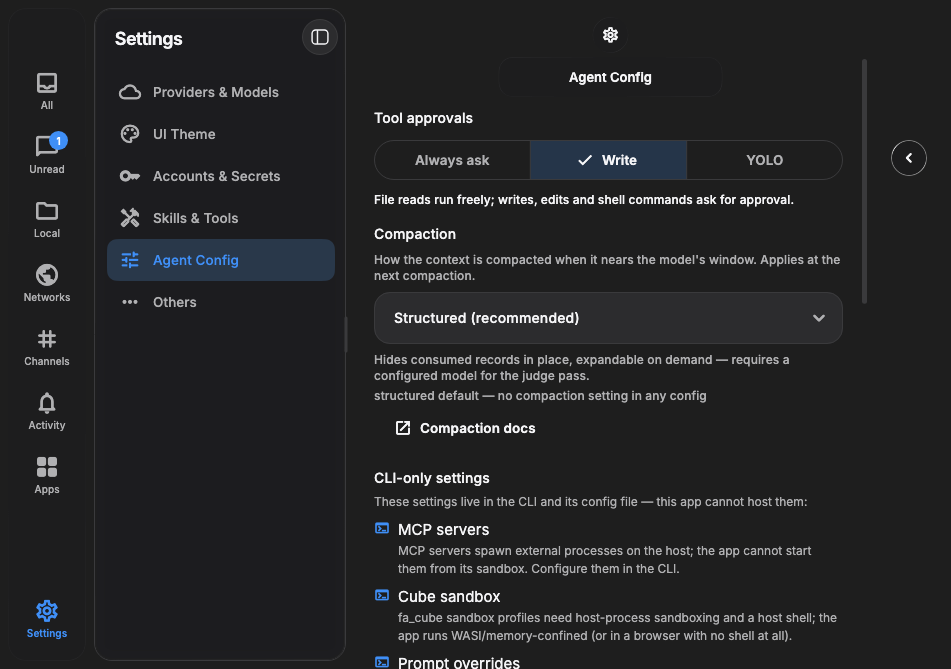 All
1
Unread
Local
Networks
Channels
Activity
Apps
Settings
Settings
Providers & Models
UI Theme
Accounts & Secrets
Skills & Tools
Agent Config
Others
Agent Config
Tool approvals
Always ask
Write
YOLO
File reads run freely; writes, edits and shell commands ask for approval.
Compaction
How the context is compacted when it nears the model's window. Applies at the
next compaction.
Structured (recommended)
Hides consumed records in place, expandable on demand — requires a
configured model for the judge pass.
structured default — no compaction setting in any config
Compaction docs
CLI-only settings
These settings live in the CLI and its config file — this app cannot host them:
MCP servers
MCP servers spawn external processes on the host; the app cannot start
them from its sandbox. Configure them in the CLI.
Cube sandbox
fa_cube sandbox profiles need host-process sandboxing and a host shell; the
app runs WASI/memory-confined (or in a browser with no shell at all).
Prompt overrides